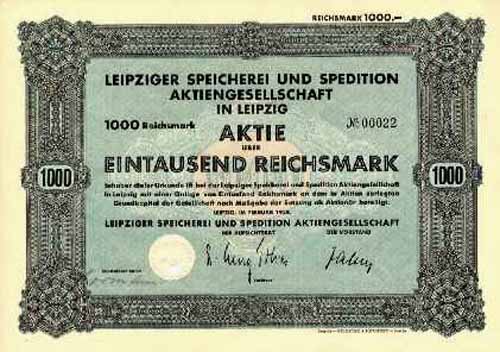 REICHSMARK 1000.—
LEIPZIGER SPEICHEREI UND SPEDITION
AKTIENGESELLSCHAFT
IN LEIPZIG
1000 Reichsmark AKTIE № 00022
ÜBER
EINTAUSEND REICHSMARK
1000 1000
Inhaber dieser Urkunde ist bei der Leipziger Speicherei und Spedition Aktiengesellschaft
in Leipzig mit einer Einlage von Eintausend Reichsmark an dem in Aktien zerlegten
Grundkapital der Gesellschaft nach Maßgabe der Satzung als Aktionär beteiligt.
LEIPZIG, IM FEBRUAR
LEIPZIGER SPEICHEREI UND SPEDITION AKTIENGESELLSCHAFT
DER AUFSICHTSRAT DER VORSTAND